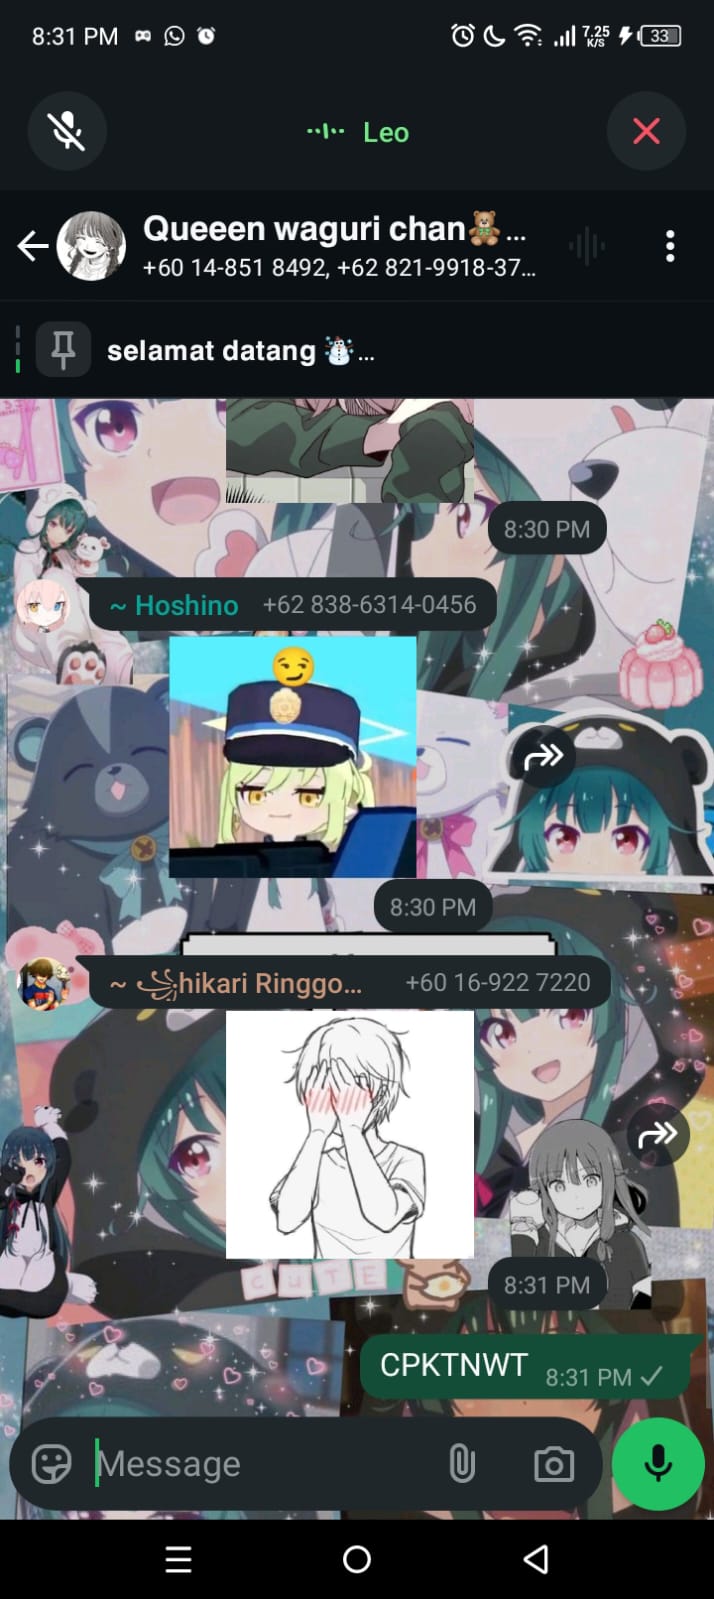 8:31 PM
7.25
K/S
33
Leo
Queeen waguri chan🧸...
+60 14-851 8492, +62 821-9918-37...
selamat datang ☃️...
8:30 PM
~ Hoshino +62 838-6314-0456
8:30 PM
~ ꧁hikari Ringgo... +60 16-922 7220
CUTE
8:31 PM
CPKTNWT 8:31 PM
Message